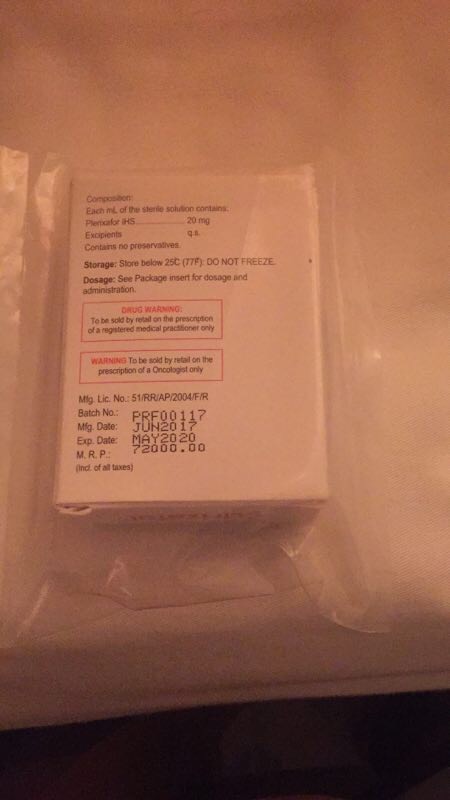 Composition:
Each mL of the sterile solution contains:
Plerixafor IHS.................... 20 mg
Excipients q.s.
Contains no preservatives.
Storage: Store below 25C (77F): DO NOT FREEZE.
Dosage: See Package insert for dosage and
administration.
DRUG WARNING:
To be sold by retail on the prescription
of a registered medical practitioner only
WARNING To be sold by retail on the
prescription of a Oncologist only
Mfg. Lic. No.: 51/RR/AP/2004/F/R
Batch No.: PRF00117
Mfg. Date: JUN2017
Exp. Date: MAY2020
M. R. P.: 72000.00
(Incl. of all taxes)